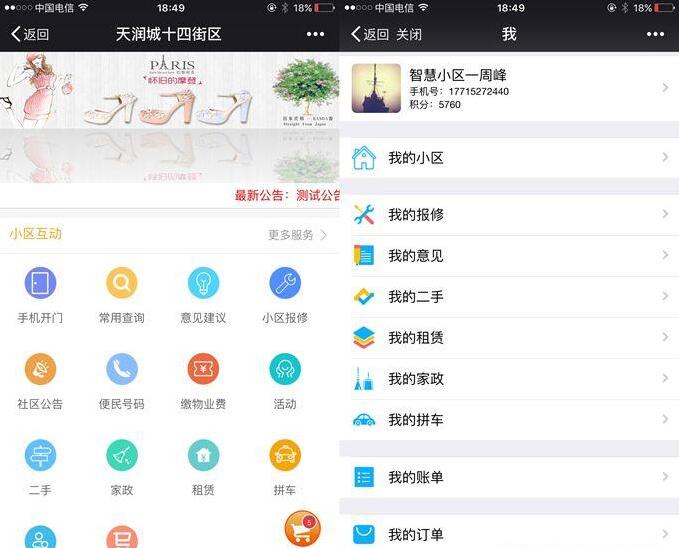 中国电信
18:49
18%
返回
天润城十四街区
PARIS
怀旧的摩登
Straight From Japan
最新公告：测试公告
小区互动
更多服务
手机开门
常用查询
意见建议
小区报修
社区公告
便民号码
缴物业费
活动
二手
家政
租赁
拼车
5
中国电信
18:49
18%
返回 关闭
我
智慧小区一周峰
手机号：17715272440
积分：5760
我的小区
我的报修
我的意见
我的二手
我的租赁
我的家政
我的拼车
我的账单
我的订单